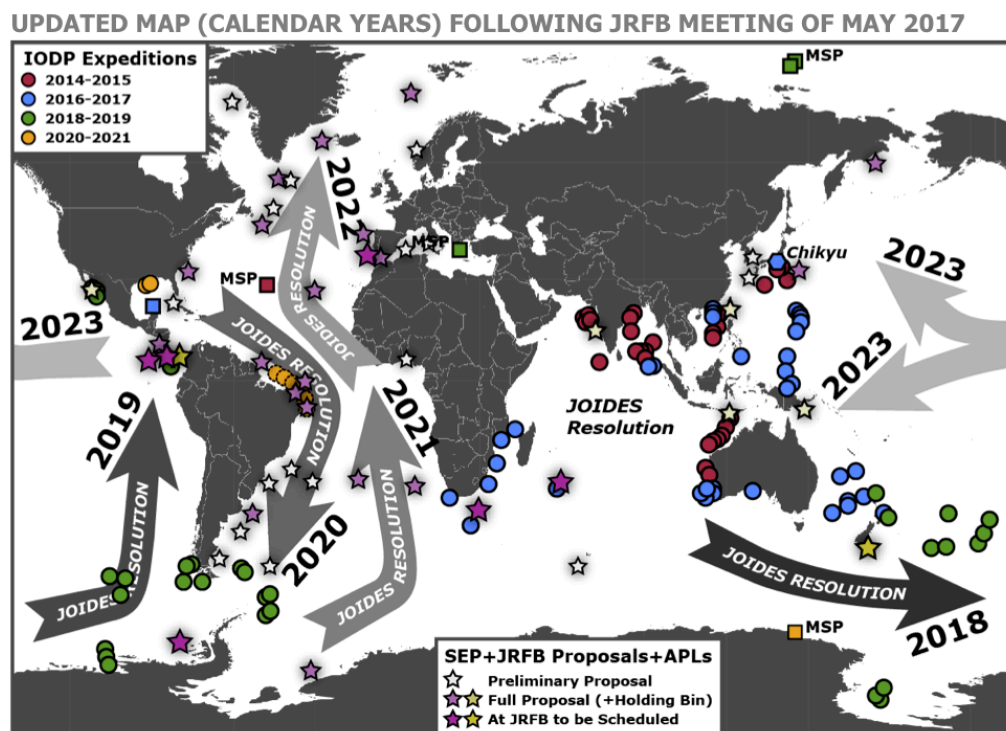 UPDATED MAP (CALENDAR YEARS) FOLLOWING JRFB MEETING OF MAY 2017
IODP Expeditions
2014-2015
2016-2017
2018-2019
2020-2021
MSP
2022
JOIDES RESOLUTION
MSP
Chikyu
MSP
2023
2023
JOIDES RESOLUTION
2023
2019
JOIDES RESOLUTION
2021
JOIDES
Resolution
2020
JOIDES RESOLUTION
JOIDES RESOLUTION
2018
MSP
SEP+JRFB Proposals+APLs
Preliminary Proposal
Full Proposal (+Holding Bin)
At JRFB to be Scheduled